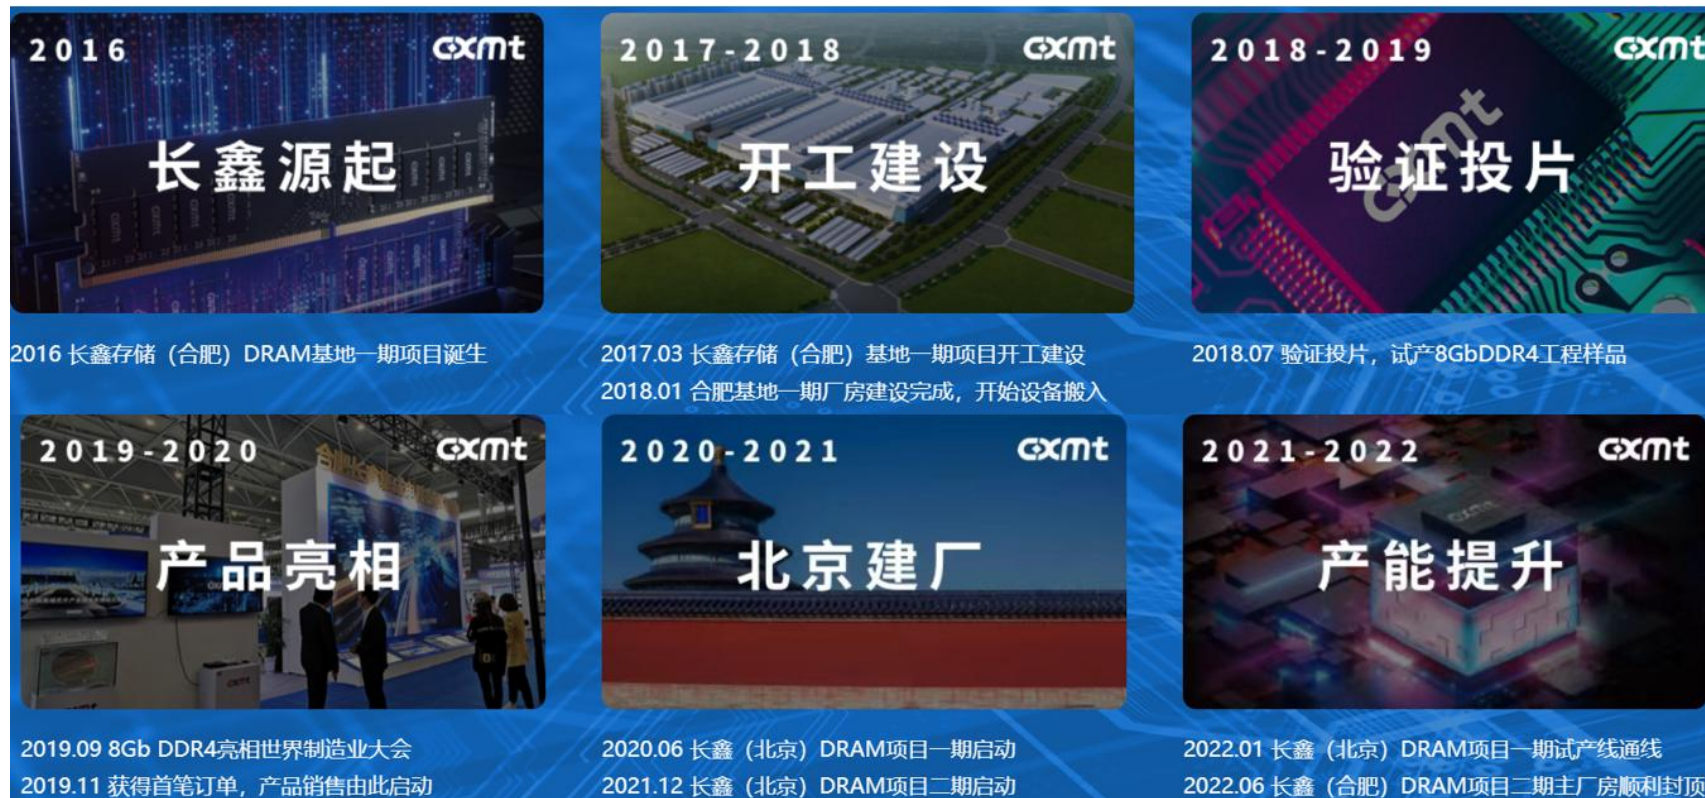 2016
cxmt
长鑫源起
2016 长鑫存储（合肥）DRAM基地一期项目诞生
2017-2018
cxmt
开工建设
2017.03 长鑫存储（合肥）基地一期项目开工建设
2018.01 合肥基地一期厂房建设完成，开始设备搬入
2018-2019
cxmt
cxmt
验证投片
2018.07 验证投片，试产8GbDDR4工程样品
2019-2020
cxmt
产品亮相
cxmt
2019.09 8Gb DDR4亮相世界制造业大会
2019.11 获得首笔订单，产品销售由此启动
2020-2021
cxmt
北京建厂
2020.06 长鑫（北京）DRAM项目一期启动
2021.12 长鑫（北京）DRAM项目二期启动
2021-2022
cxmt
cxmt
产能提升
2022.01 长鑫（北京）DRAM项目一期试产线通线
2022.06 长鑫（合肥）DRAM项目二期主厂房顺利封顶